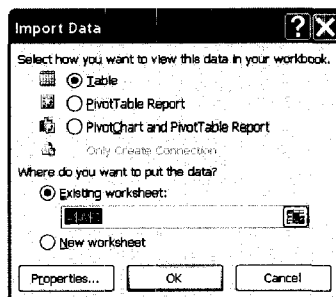 Import Data
Select how you want to view this data in your workbook.
Table
PivotTable Report
PivotChart and PivotTable Report
Only Create Connection
Where do you want to put the data?
Existing worksheet:
New worksheet
Properties...
OK
Cancel